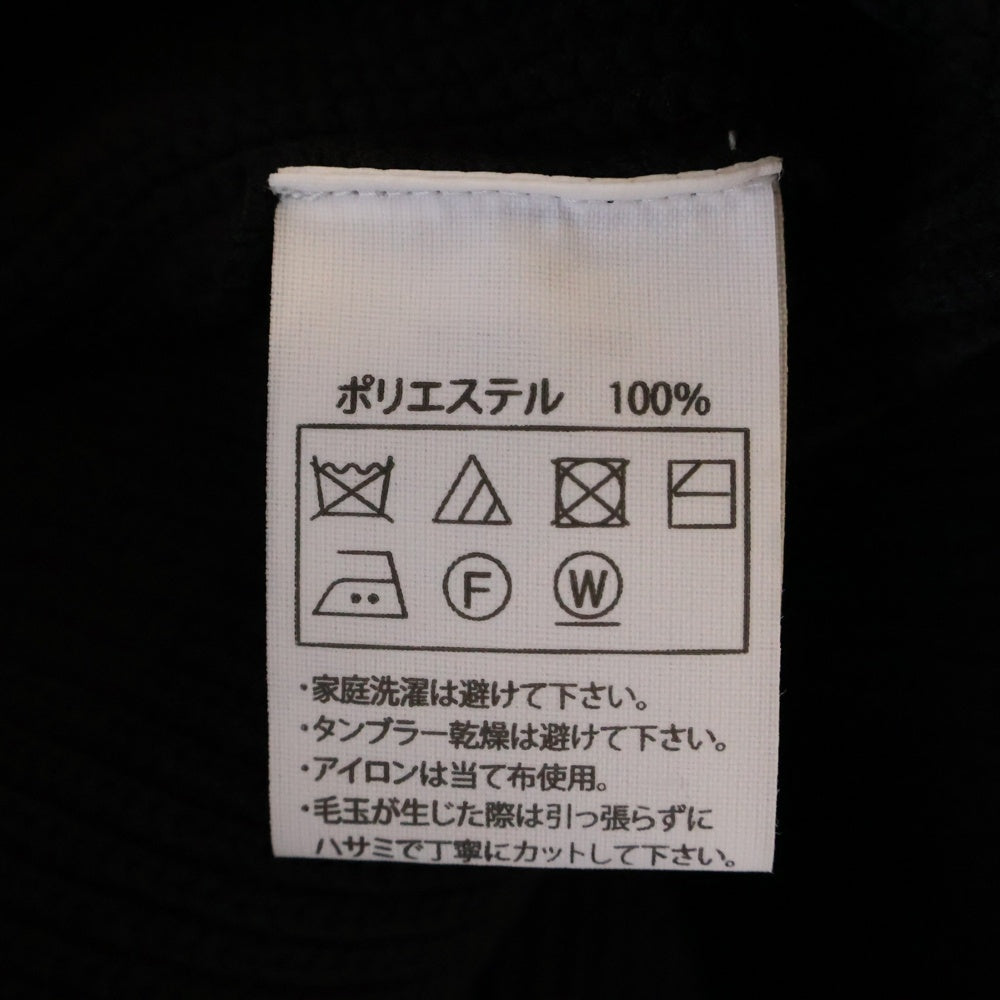 ポリエステル 100%
F W
・家庭洗濯は避けて下さい。
・タンブラー乾燥は避けて下さい。
・アイロンは当て布使用。
・毛玉が生じた際は引っ張らずに
ハサミで丁寧にカットして下さい。